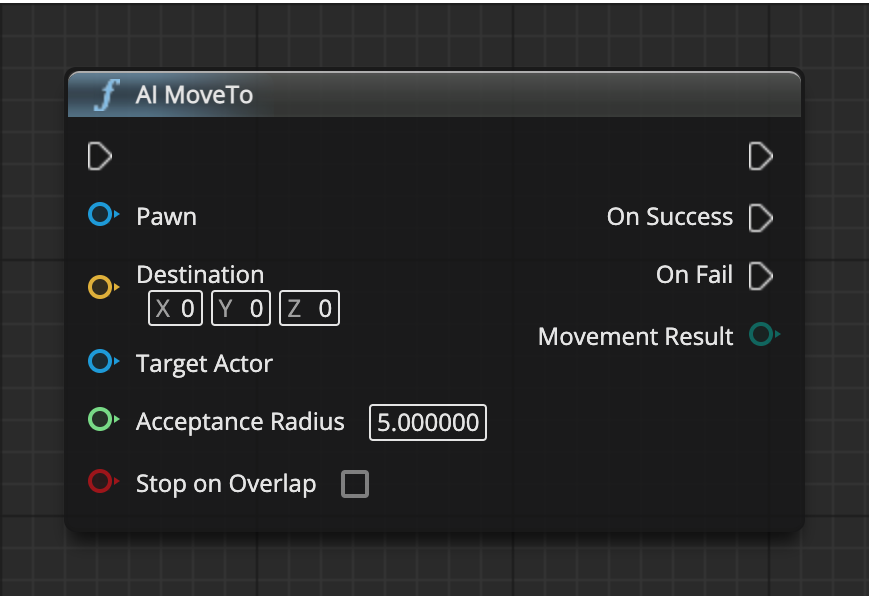 AI MoveTo
Pawn
On Success
Destination
On Fail
X 0 Y 0 Z 0
Movement Result
Target Actor
Acceptance Radius 5.000000
Stop on Overlap